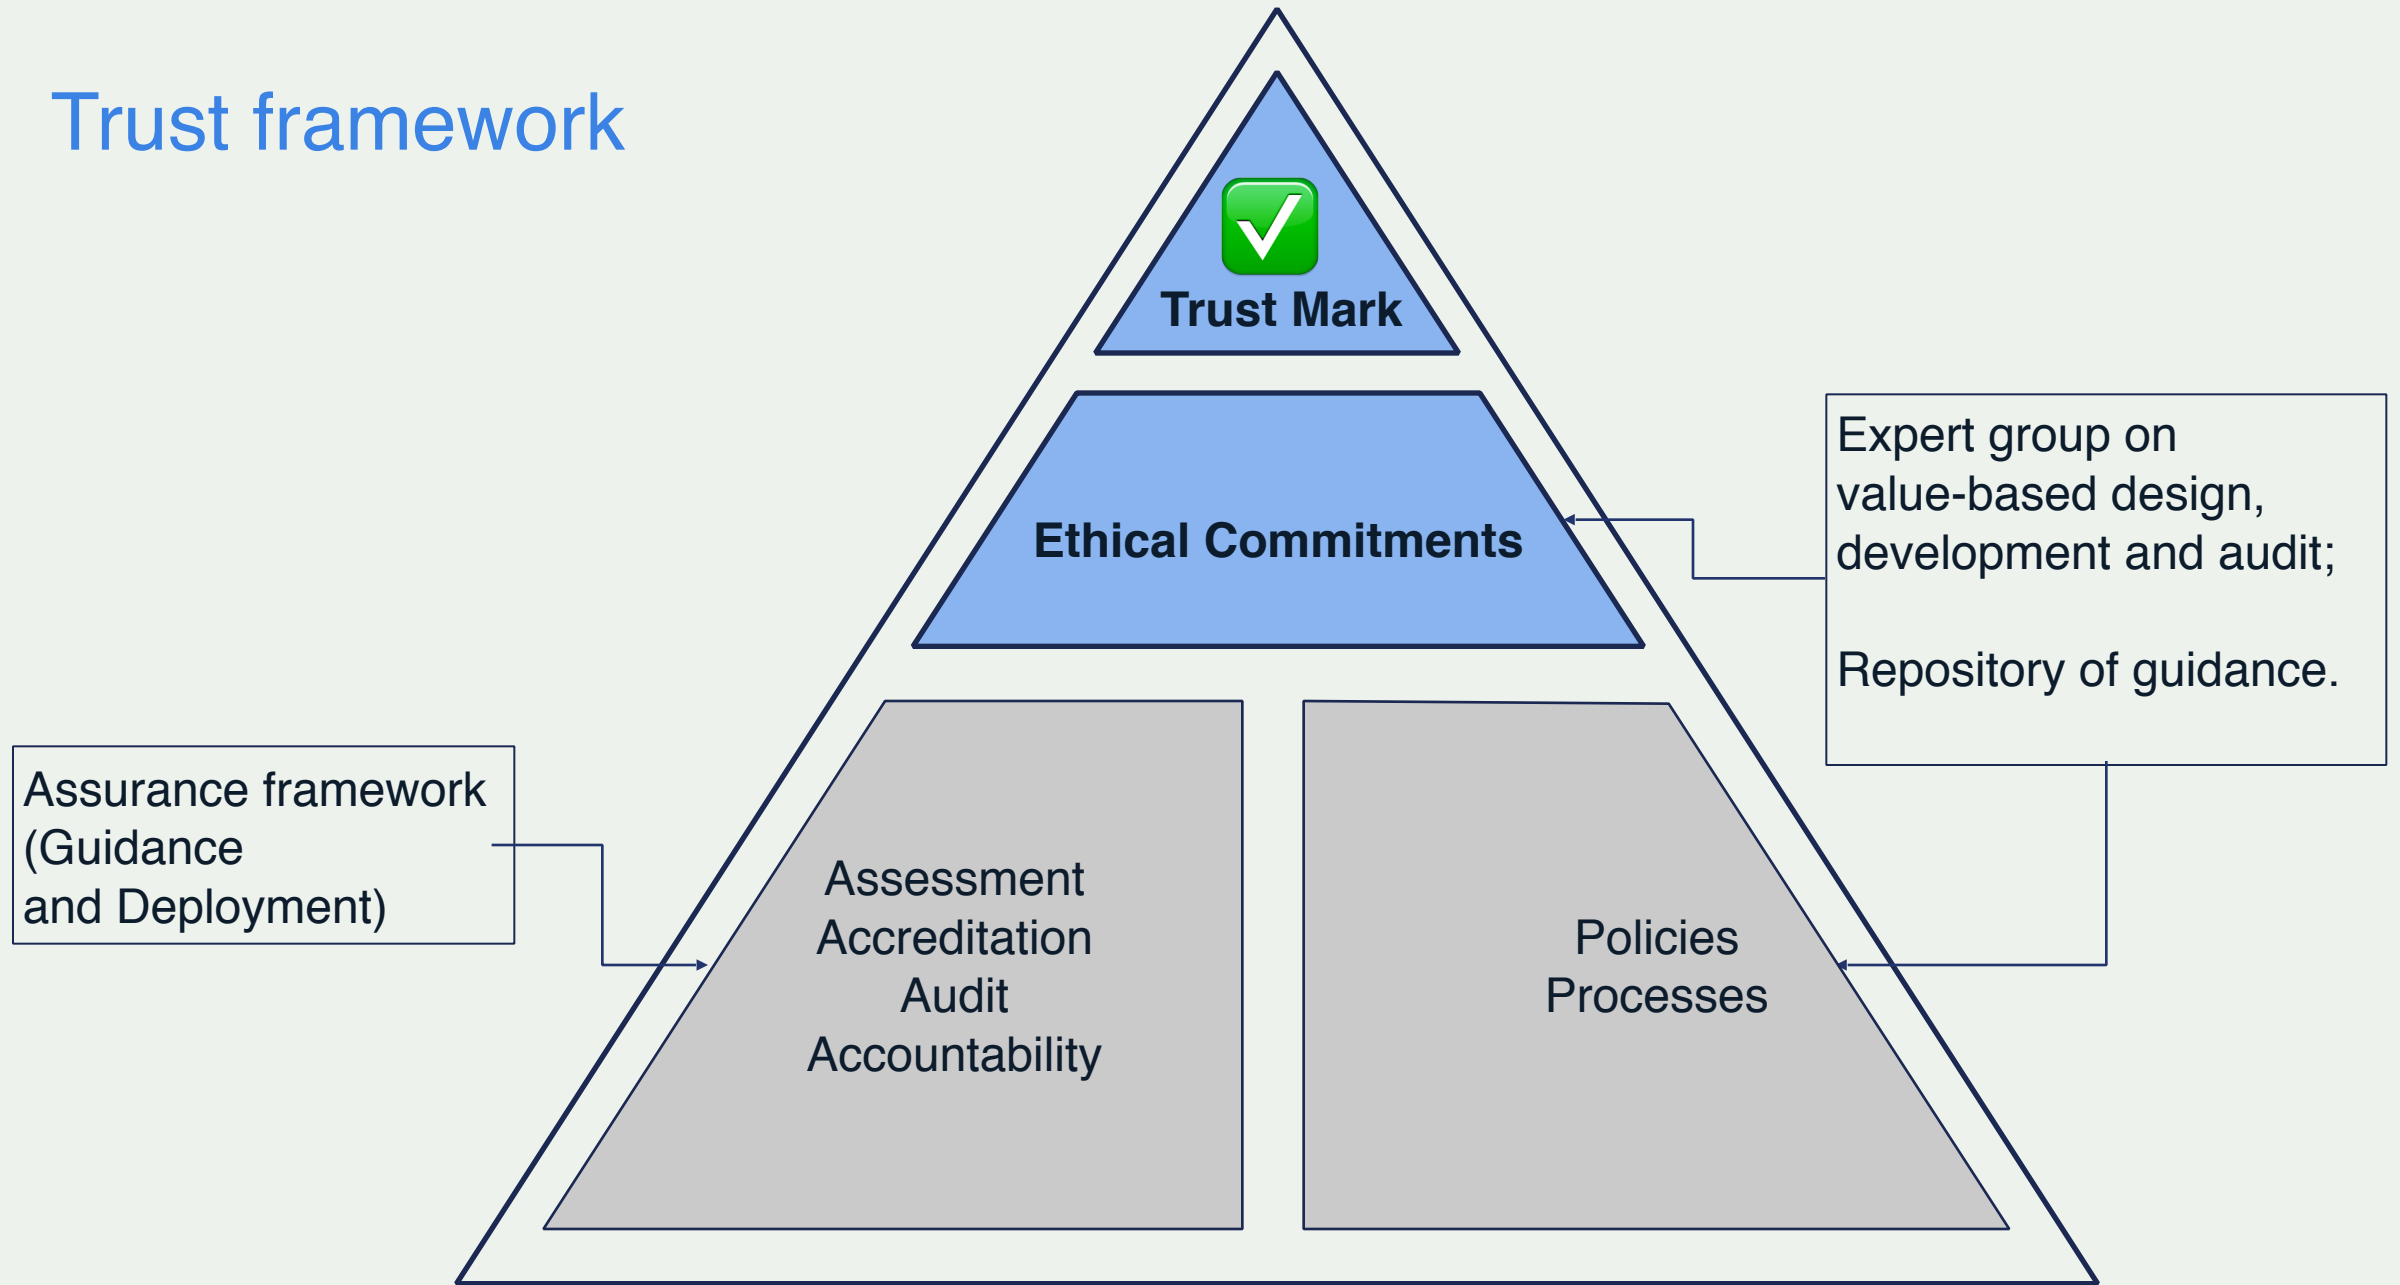 Trust framework
Trust Mark
Ethical Commitments
Expert group on
value-based design,
development and audit;
Repository of guidance.
Assurance framework
(Guidance
and Deployment)
Assessment
Accreditation
Audit
Accountability
Policies
Processes